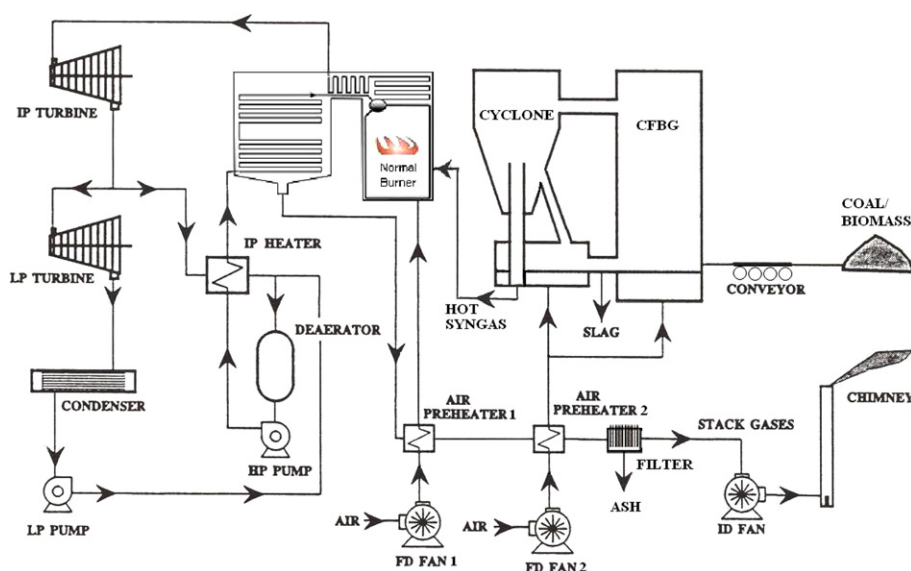 IP TURBINE
Normal
Burner
CYCLONE
CFBG
COAL/
BIOMASS
LP TURBINE
IP HEATER
CONVEYOR
HOT
SYNGAS
SLAG
DEAERATOR
CONDENSER
AIR
PREHEATER 1
AIR
PREHEATER 2
STACK GASES
CHIMNEY
HP PUMP
FILTER
LP PUMP
AIR
FD FAN 1
AIR
FD FAN 2
ASH
ID FAN